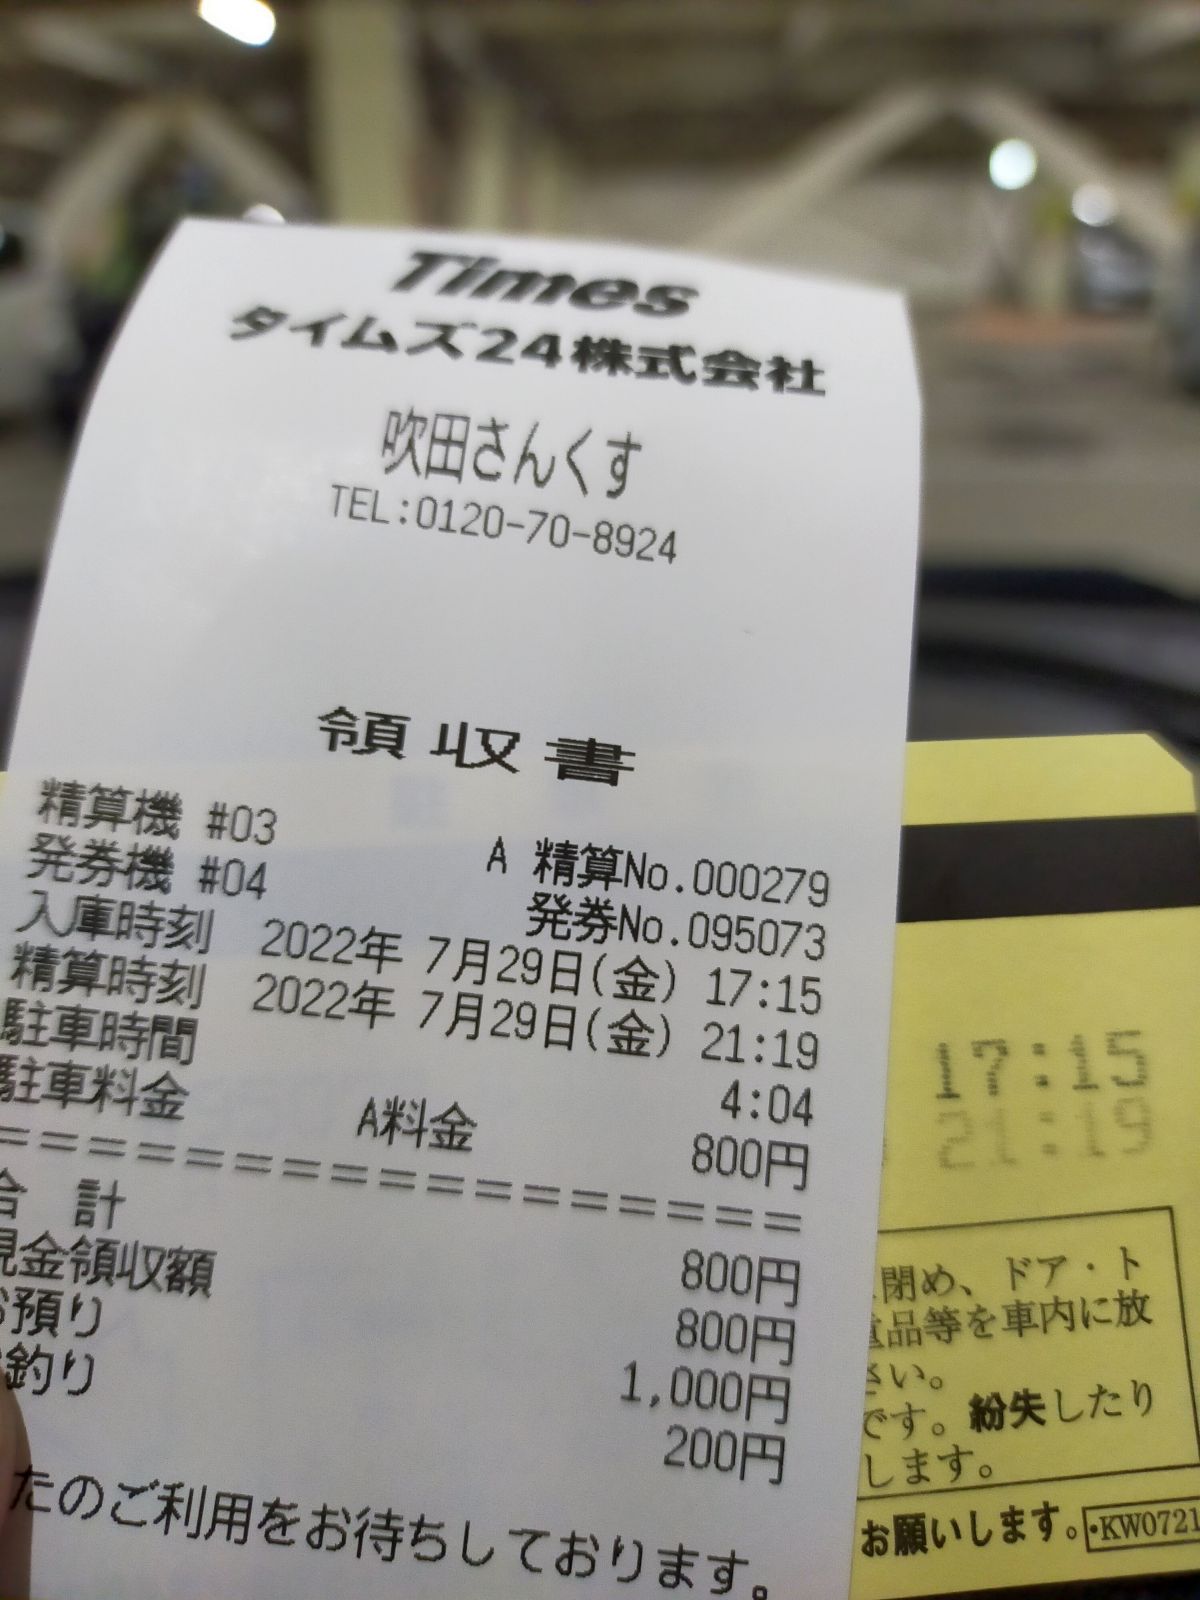 Times
タイムズ24株式会社
吹田さんくす
TEL:0120-70-8924
領収書
精算機 #03 A 精算No.000279
発券機 #04 発券No.095073
入庫時刻 2022年 7月29日(金) 17:15
精算時刻 2022年 7月29日(金) 21:19
駐車時間 4:04
駐車料金 A料金 800円
====================
合 計 800円
現金領収額 800円
お預り 1,000円
お釣り 200円
たのご利用をお待ちしております。
17:15
21:19
閉め、ドア・ト
品等を車内に放
さい。
です。紛失したり
します。
お願いします。・KW0721